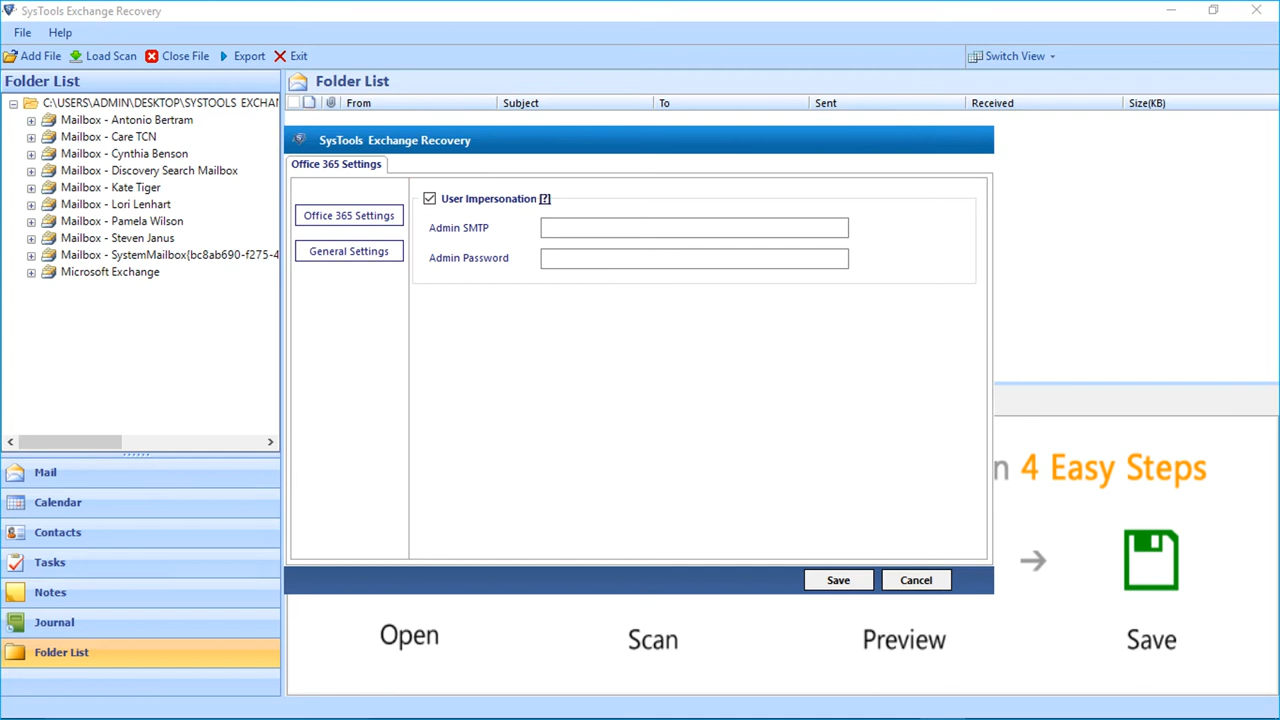 SysTools Exchange Recovery
File Help
Add File Load Scan Close File Export Exit Switch View
Folder List
C:\USERS\ADMIN\DESKTOP\SYSTOOLS EXCHAN
Mailbox - Antonio Bertram
Mailbox - Care TCN
Mailbox - Cynthia Benson
Mailbox - Discovery Search Mailbox
Mailbox - Kate Tiger
Mailbox - Lori Lenhart
Mailbox - Pamela Wilson
Mailbox - Steven Janus
Mailbox - SystemMailbox{bc8ab690-f275-4
Microsoft Exchange
Mail
Calendar
Contacts
Tasks
Notes
Journal
Folder List
Folder List
From Subject To Sent Received Size(KB)
SysTools Exchange Recovery
Office 365 Settings
Office 365 Settings
General Settings
User Impersonation [?]
Admin SMTP
Admin Password
Save Cancel
n 4 Easy Steps
Open Scan Preview Save